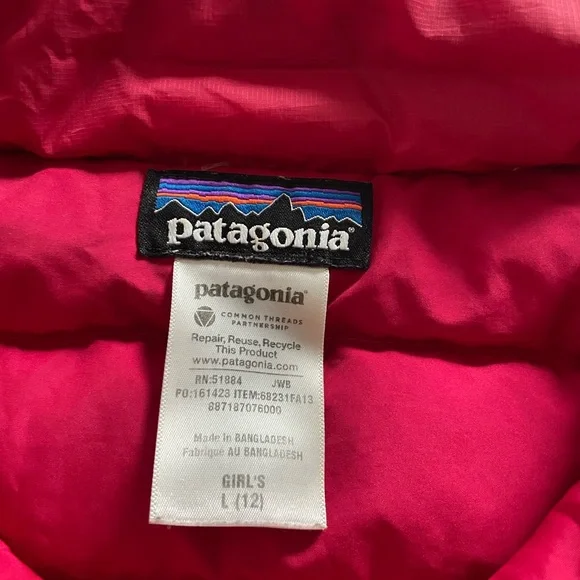 patagonia®
patagonia®
COMMON THREADS
PARTNERSHIP
Repair, Reuse, Recycle
This Product
www.patagonia.com
RN:51884 JWB
PO:161423 ITEM:68231FA13
687187076000
Made in BANGLADESH
Fabriqué AU BANGLADESH
GIRL'S
L (12)